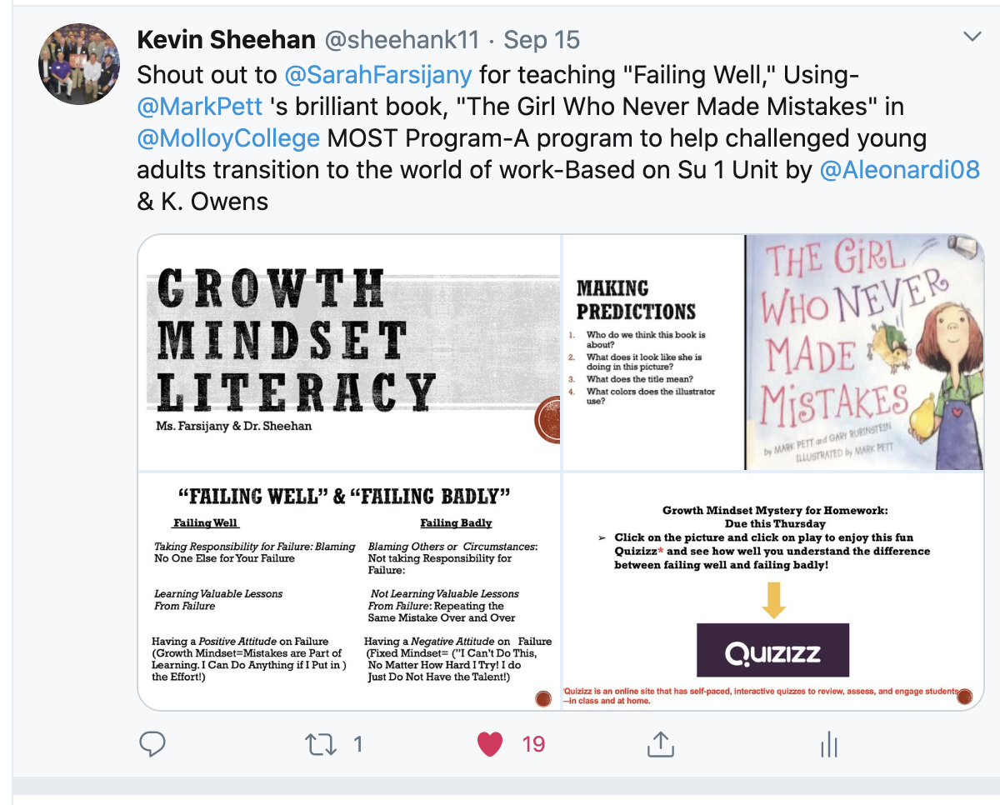 Kevin Sheehan @sheehank11 · Sep 15
Shout out to @SarahFarsijany for teaching "Failing Well," Using-
@MarkPett 's brilliant book, "The Girl Who Never Made Mistakes" in
@MolloyCollege MOST Program-A program to help challenged young
adults transition to the world of work-Based on Su 1 Unit by @Aleonardi08
& K. Owens
GROWTH
MINDSET
LITERACY
Ms. Farsijany & Dr. Sheehan
MAKING
PREDICTIONS
1. Who do we think this book is
about?
2. What does it look like she is
doing in this picture?
3. What does the title mean?
4. What colors does the illustrator
use?
THE GIRL
WHO NEVER
MADE
MISTAKES
by MARK PETT and GARY RUBINSTEIN
ILLUSTRATED by MARK PETT
“FAILING WELL” & “FAILING BADLY”
Failing Well
Taking Responsibility for Failure: Blaming
No One Else for Your Failure
Learning Valuable Lessons
From Failure
Having a Positive Attitude on Failure
(Growth Mindset=Mistakes are Part of
Learning. I Can Do Anything if I Put in )
the Effort!)
Failing Badly
Blaming Others or Circumstances:
Not taking Responsibility for
Failure:
Not Learning Valuable Lessons
From Failure: Repeating the
Same Mistake Over and Over
Having a Negative Attitude on Failure
(Fixed Mindset= ("I Can't Do This,
No Matter How Hard I Try! I do
Just Do Not Have the Talent!)
Growth Mindset Mystery for Homework:
Due this Thursday
➢ Click on the picture and click on play to enjoy this fun
Quizizz* and see how well you understand the difference
between failing well and failing badly!
Quizizz
*Quizizz is an online site that has self-paced, interactive quizzes to review, assess, and engage students
—in class and at home.
1
19